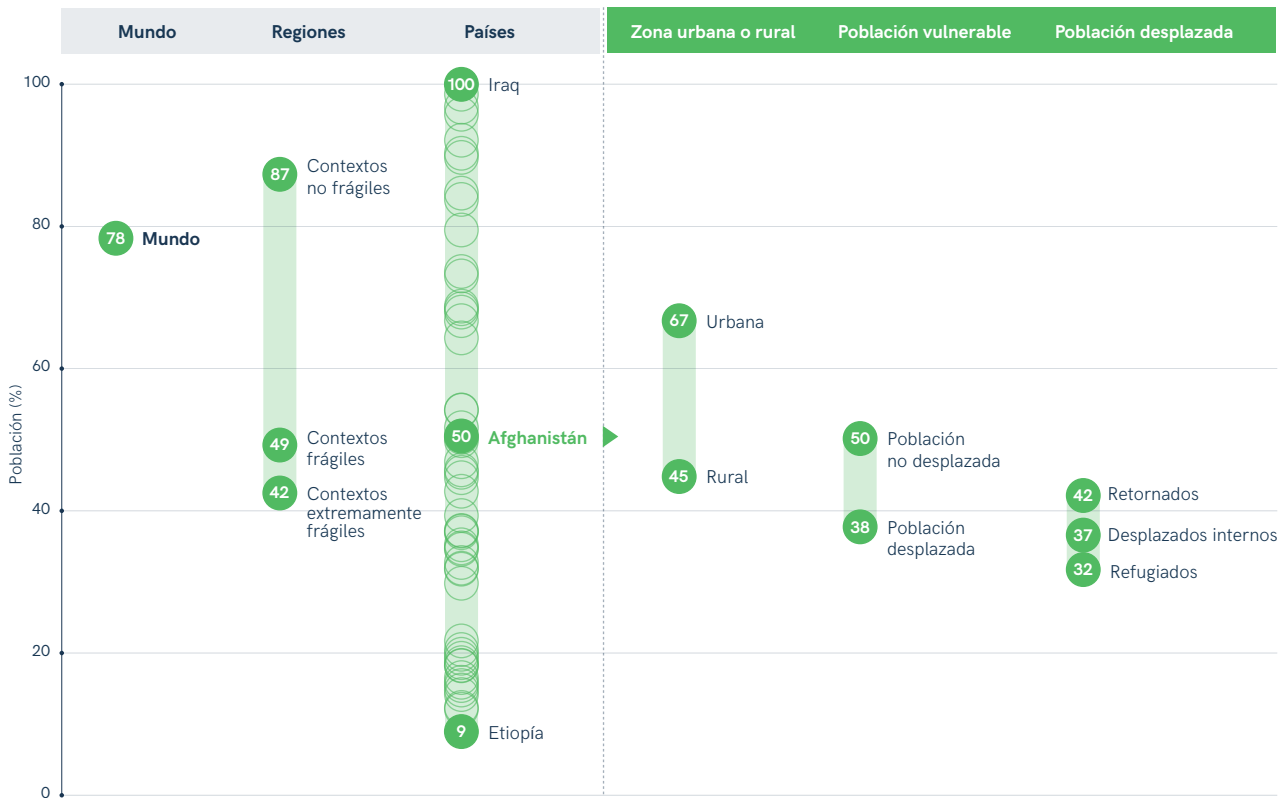 Mundo
Regiones
Países
Zona urbana o rural
Población vulnerable
Población desplazada
Población (%)
100
80
60
40
20
0
78
Mundo
87
Contextos
no frágiles
49
Contextos
frágiles
42
Contextos
extremamente
frágiles
100
Iraq
50
Afghanistán
9
Etiopía
67
Urbana
45
Rural
50
Población
no desplazada
38
Población
desplazada
42
Retornados
37
Desplazados internos
32
Refugiados